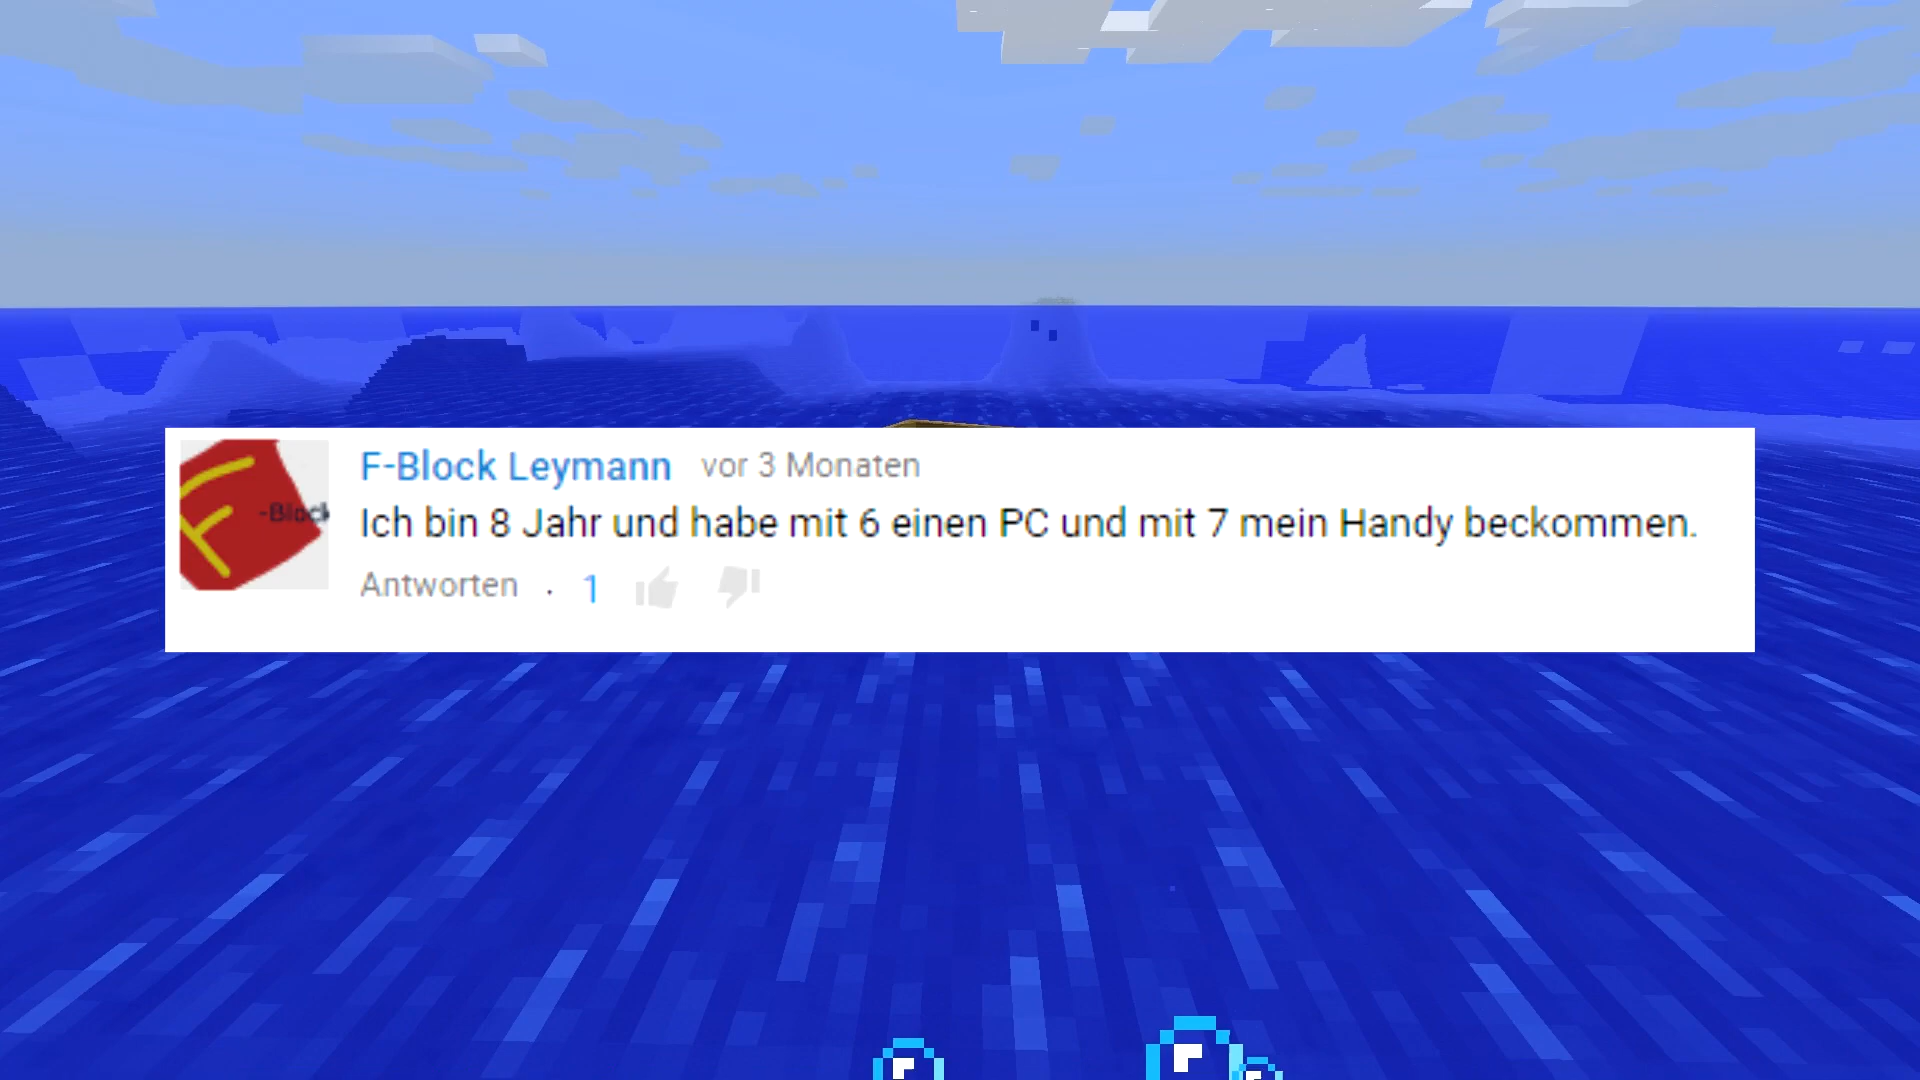 F-Block Leymann vor 3 Monaten
-Block
Ich bin 8 Jahr und habe mit 6 einen PC und mit 7 mein Handy beckommen.
Antworten · 1